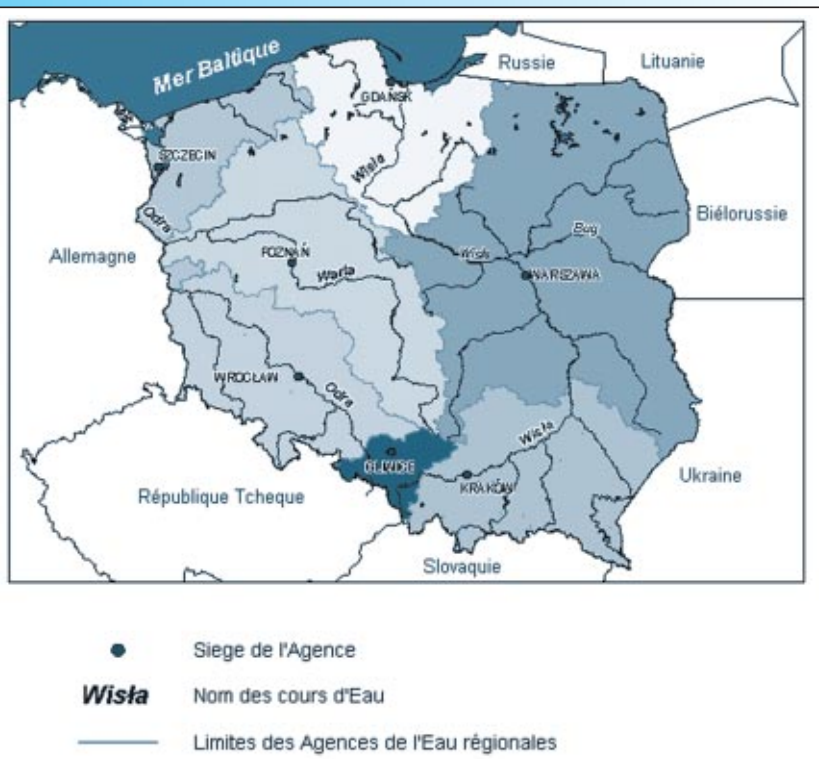 Mer Baltique
Russie
Lituanie
GDAŃSK
SZCZECIN
Wisła
Odra
Biélorussie
Bug
Allemagne
POZNAŃ
Wisła
Warta
WARSZAWA
WROCŁAW
Odra
Wisła
GLIWICE
KRAKÓW
Ukraine
République Tcheque
Slovaquie
Siege de l'Agence
Wisła Nom des cours d'Eau
Limites des Agences de l'Eau régionales